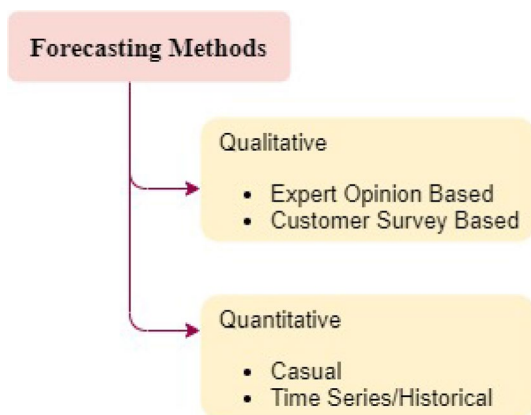 Forecasting Methods
Qualitative
• Expert Opinion Based
• Customer Survey Based
Quantitative
• Casual
• Time Series/Historical